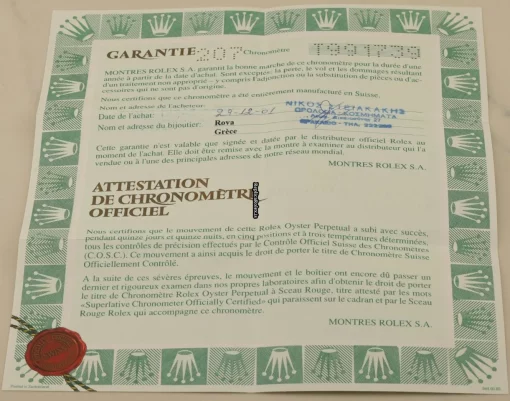 GARANTIE 207 Chronomètre 1991739
MONTRES ROLEX S.A. garantit la bonne marche de ce chronomètre pour la durée d'une
année à partir de la date d'achat. Sont exceptés: la perte, le vol et les dommages résultant
d'un traitement non approprié - y compris l'adjonction ou la substitution de pièces ou d'ac-
cessoires qui ne sont pas d'origine.
Nous certifions que ce chronomètre a été entièrement manufacturé en Suisse.
Nom et adresse de l'acheteur:
Date de l'achat: 24-12-01
Nom et adresse du bijoutier: Rova
Grèce
ΝΙΚΟΣ
ΩΡΟΛΟΓΙΑ - ΚΟΣΜΗΜΑΤΑ
Cette garantie n'est valable que signée et datée par le distributeur officiel Rolex au
moment de l'achat. Elle doit être remise avec la montre à examiner au distributeur qui l'a
vendue ou à l'une des principales adresses de notre réseau mondial.
MONTRES ROLEX S.A.
ATTESTATION
DE CHRONOMÈTRE
OFFICIEL
Nous certifions que le mouvement de cette Rolex Oyster Perpetual a subi avec succès,
pendant quinze jours et quinze nuits, en cinq positions et à trois températures déterminées,
tous les contrôles de précision effectués par le Contrôle Officiel Suisse des Chronomètres
(C.O.S.C.). Ce mouvement a ainsi acquis le droit de porter le titre de Chronomètre Suisse
Officiellement Contrôlé.
A la suite de ces sévères épreuves, le mouvement et le boîtier ont encore dû passer un
dernier et rigoureux examen dans nos propres laboratoires afin d'obtenir le droit de porter
le titre de Chronomètre Rolex Oyster Perpetual à Sceau Rouge, titre attesté par les mots
«Superlative Chronometer Officially Certified» qui paraissent sur le cadran et par le Sceau
Rouge Rolex qui accompagne ce chronomètre.
MONTRES ROLEX S.A.